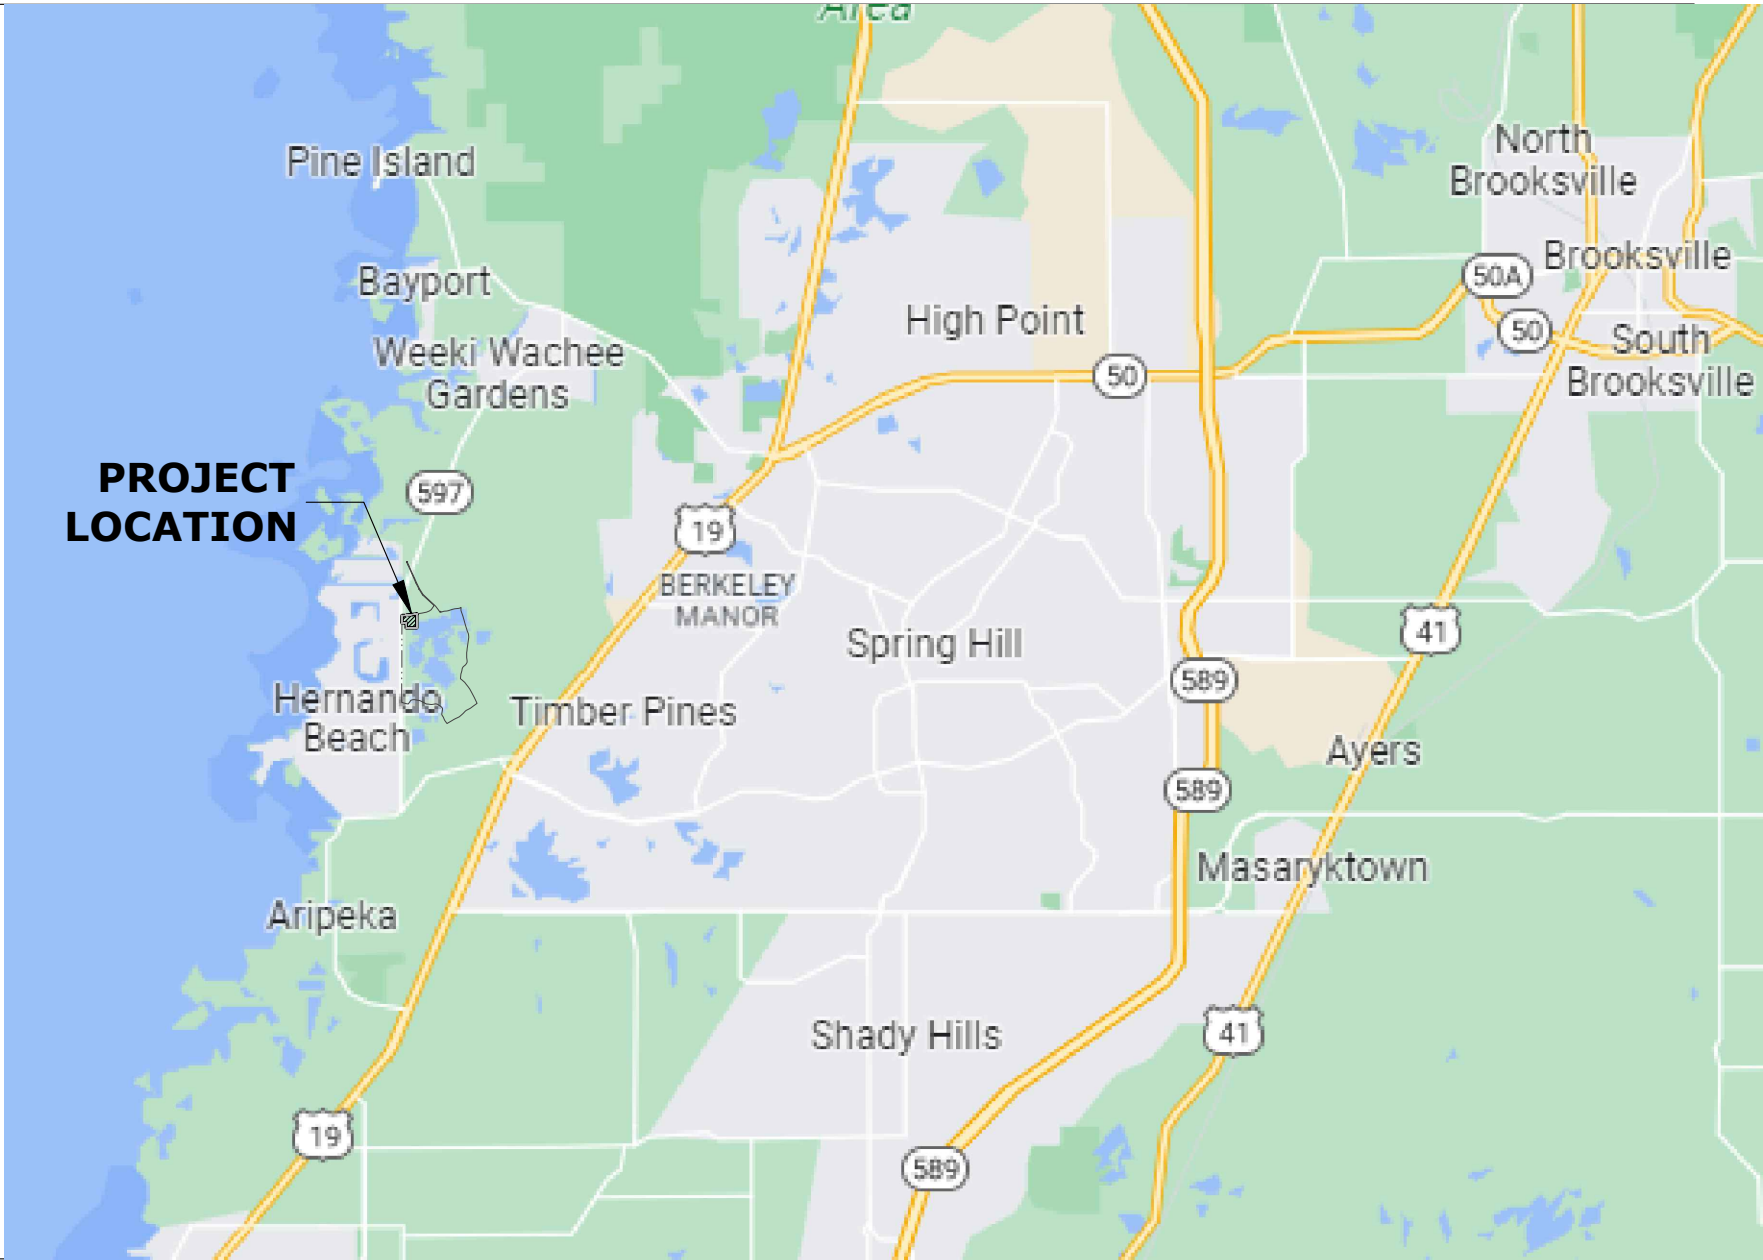 Area
North
Brooksville
Pine Island
Brooksville
50A
Bayport
High Point
50
South
Brooksville
Weeki Wachee
Gardens
50
PROJECT
LOCATION
597
19
BERKELEY
MANOR
Spring Hill
41
589
Hernando
Beach
Timber Pines
Ayers
589
Masaryktown
Aripeka
Shady Hills
41
19
589